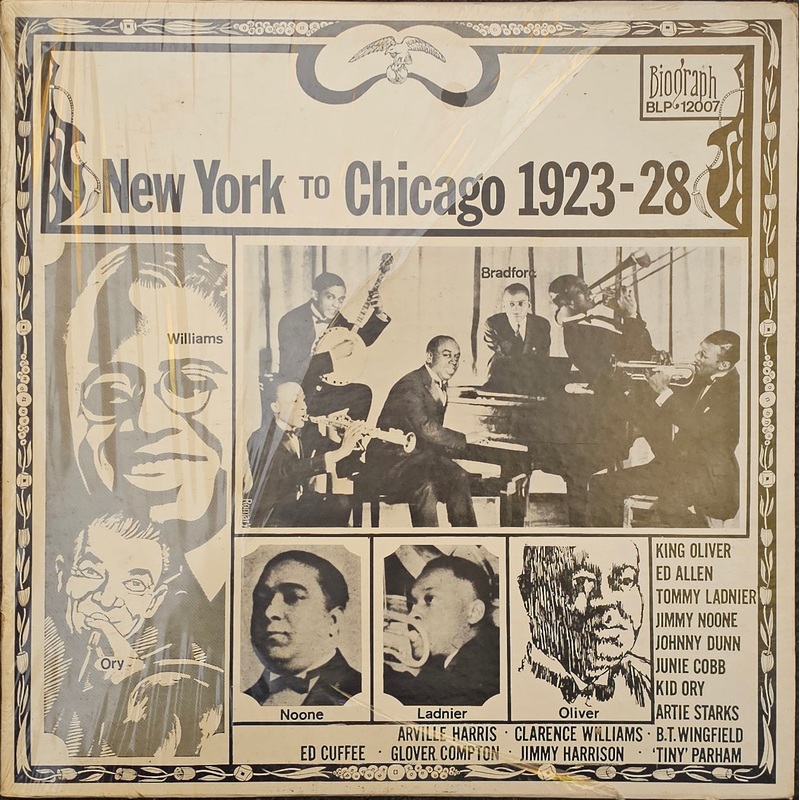 Biograph
BLP-12007
New York TO Chicago 1923-28
Williams
Bradford
Ory
Noone
Ladnier
Oliver
KING OLIVER
ED ALLEN
TOMMY LADNIER
JIMMY NOONE
JOHNNY DUNN
JUNIE COBB
KID ORY
ARTIE STARKS
ARVILLE HARRIS · CLARENCE WILLIAMS · B.T. WINGFIELD
ED CUFFEE · GLOVER COMPTON · JIMMY HARRISON · 'TINY' PARHAM